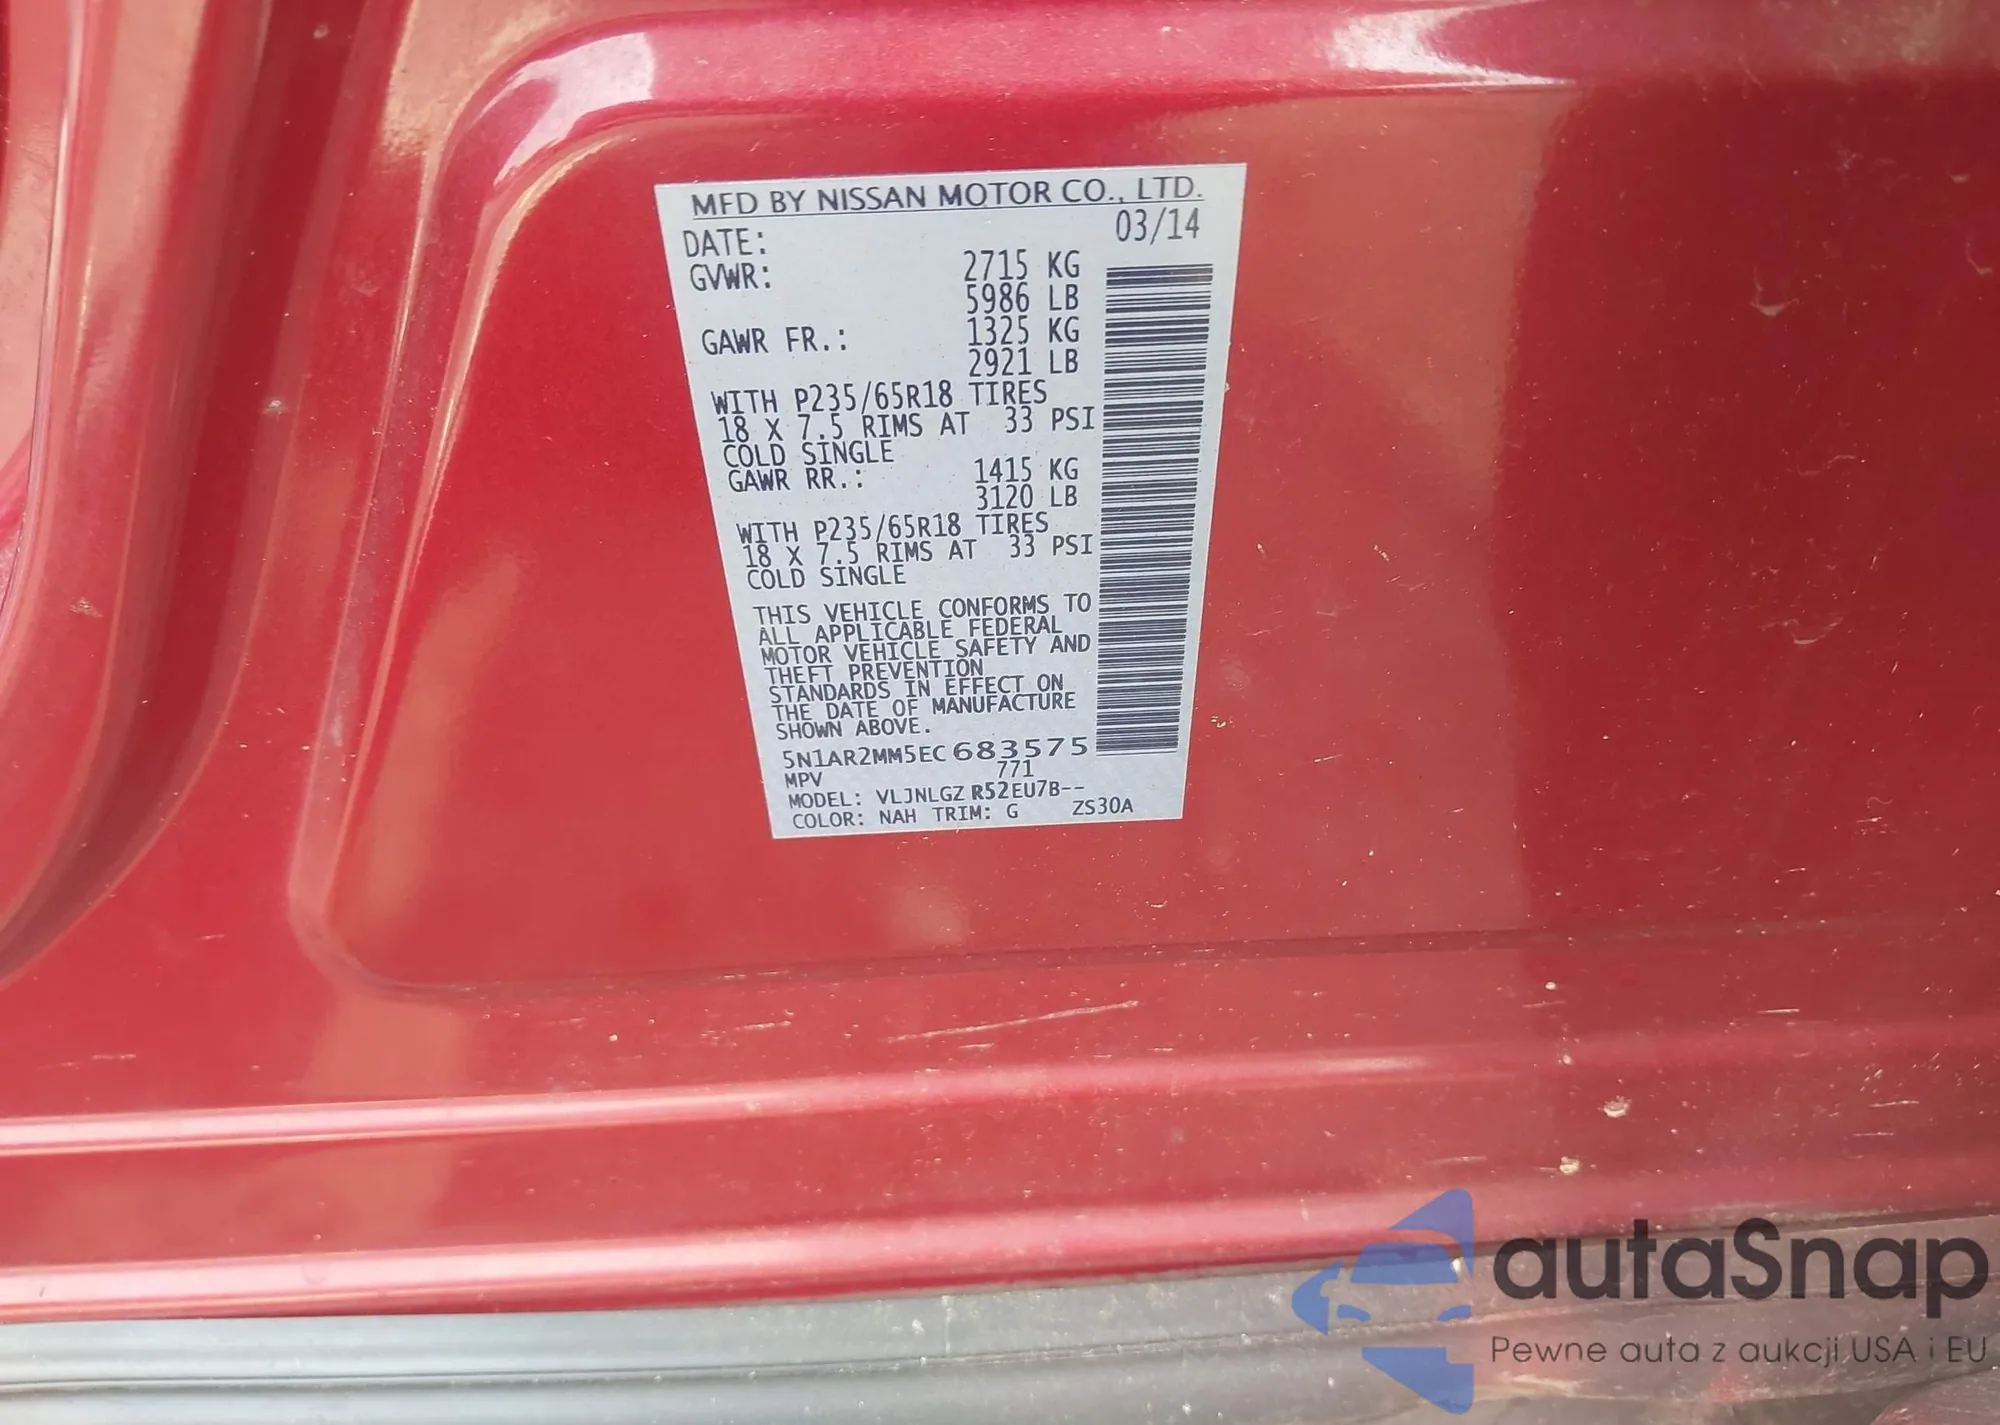 MFD BY NISSAN MOTOR CO., LTD.
DATE: 03/14
GVWR: 2715 KG
5986 LB
GAWR FR.: 1325 KG
2921 LB
WITH P235/65R18 TIRES
18 X 7.5 RIMS AT 33 PSI
COLD SINGLE
GAWR RR.: 1415 KG
3120 LB
WITH P235/65R18 TIRES
18 X 7.5 RIMS AT 33 PSI
COLD SINGLE
THIS VEHICLE CONFORMS TO
ALL APPLICABLE FEDERAL
MOTOR VEHICLE SAFETY AND
THEFT PREVENTION
STANDARDS IN EFFECT ON
THE DATE OF MANUFACTURE
SHOWN ABOVE.
5N1AR2MM5EC683575
MPV 771
MODEL: VLJNLGZ R52EU7B--
COLOR: NAH TRIM: G ZS30A
autaSnap
Pewne auta z aukcji USA i EU